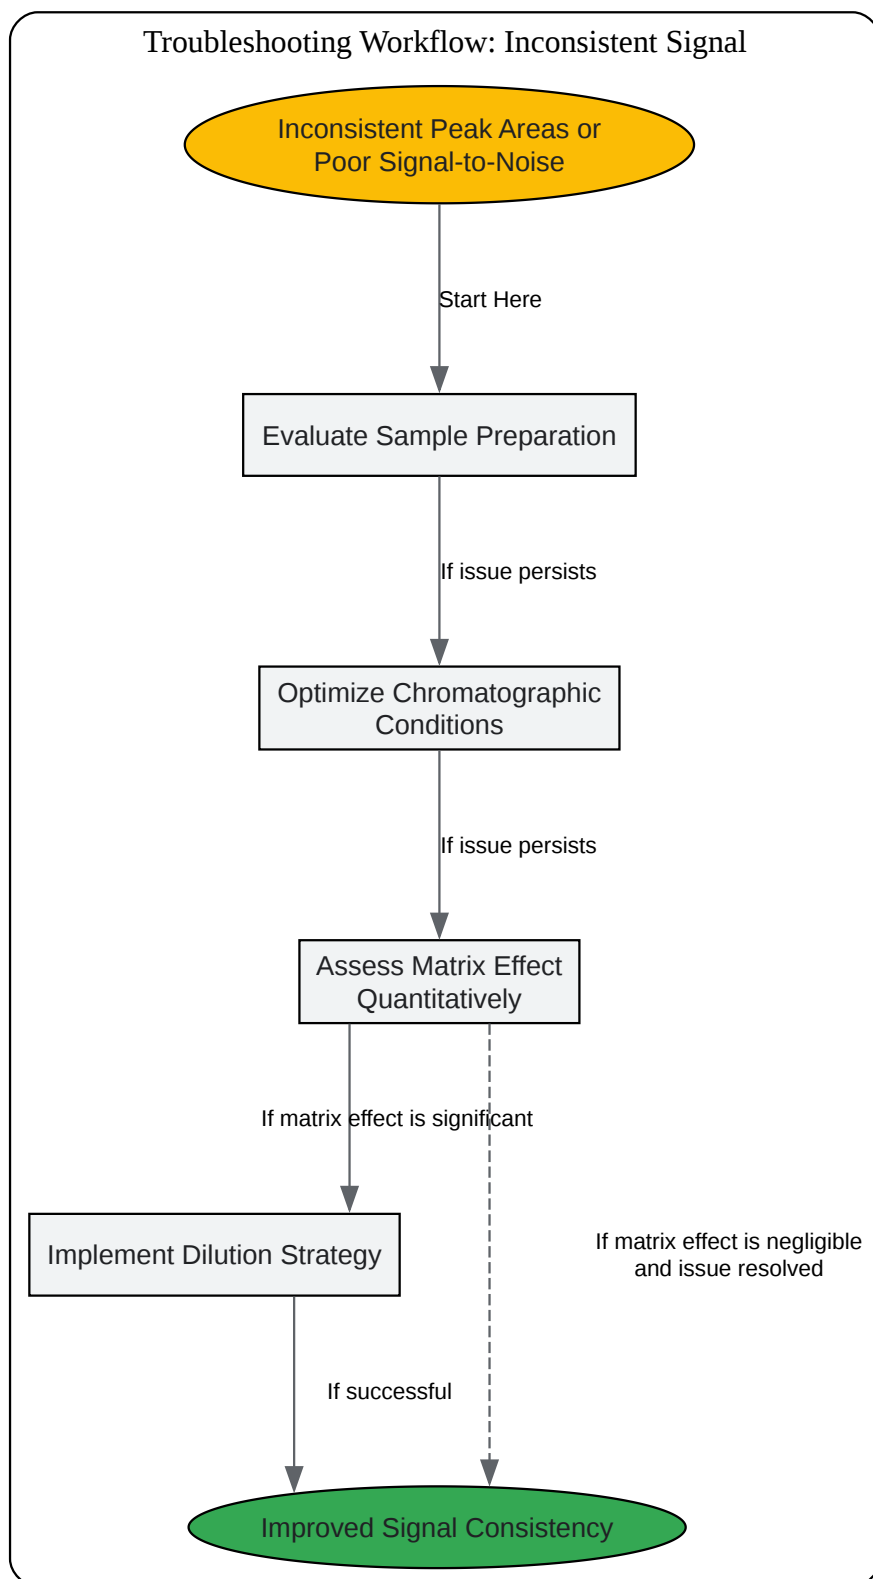 Troubleshooting Workflow: Inconsistent Signal
Inconsistent Peak Areas or
Poor Signal-to-Noise
Start Here
Evaluate Sample Preparation
If issue persists
Optimize Chromatographic
Conditions
If issue persists
Assess Matrix Effect
Quantitatively
If matrix effect is significant
Implement Dilution Strategy
If matrix effect is negligible
and issue resolved
If successful
Improved Signal Consistency